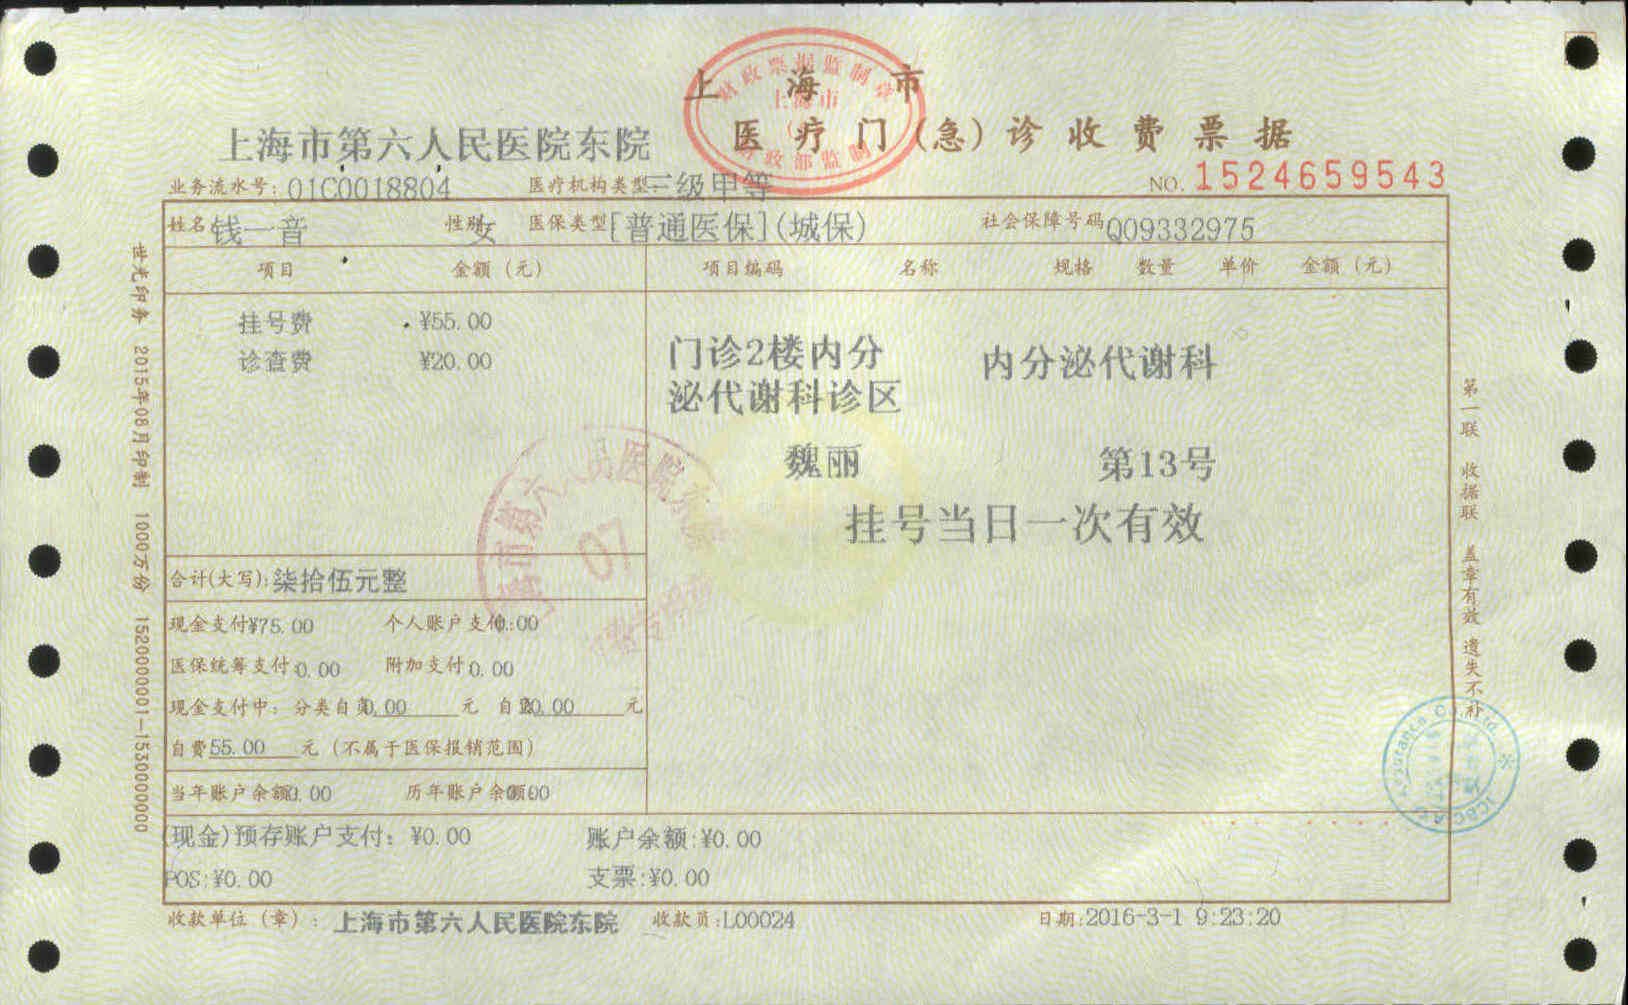 上海市
医疗门(急)诊收费票据
上海市第六人民医院东院
财政票据监制章
上海市
财政部监制
业务流水号: 01C0018804 医疗机构类型: 三级甲等 NO. 1524659543
姓名 钱一音 性别 女 医保类型 [普通医保](城保) 社会保障号码 Q09332975
项目 金额（元） 项目编码 名称 规格 数量 单价 金额（元）
挂号费 ¥55.00
诊查费 ¥20.00
门诊2楼内分 内分泌代谢科
泌代谢科诊区
魏丽 第13号
挂号当日一次有效
市第六人民医院东
07
合计(大写): 柒拾伍元整
现金支付 ¥75.00 个人账户支付 0.00
医保统筹支付 0.00 附加支付 0.00
现金支付中: 分类自负 0.00 元 自负 20.00 元
自费 55.00 元（不属于医保报销范围）
当年账户余额 0.00 历年账户余额 0.00
(现金)预存账户支付: ¥0.00 账户余额:¥0.00
POS:¥0.00 支票:¥0.00
收款单位（章）: 上海市第六人民医院东院 收款员:L00024 日期:2016-3-1 9:23:20
世光印务 2015年08月印制 1000万份 1520000001—1530000000
第一联 收据联 盖章有效 遗失不补
ICBC-AXA Assurance Co., Ltd.